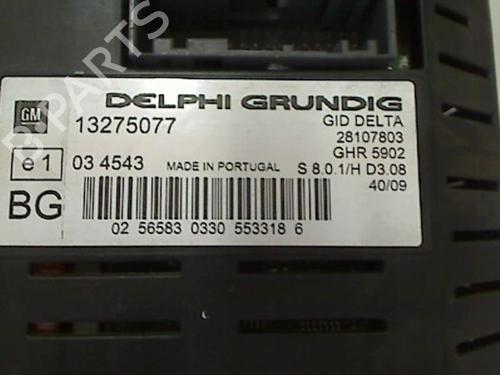 DELPHI GRUNDIG
GM
13275077
GID DELTA
28107803
GHR 5902
e1
03 4543
MADE IN PORTUGAL
S 8.0.1/H D3.08
40/09
BG
02 56583 0330 553318 6
B-PARTS